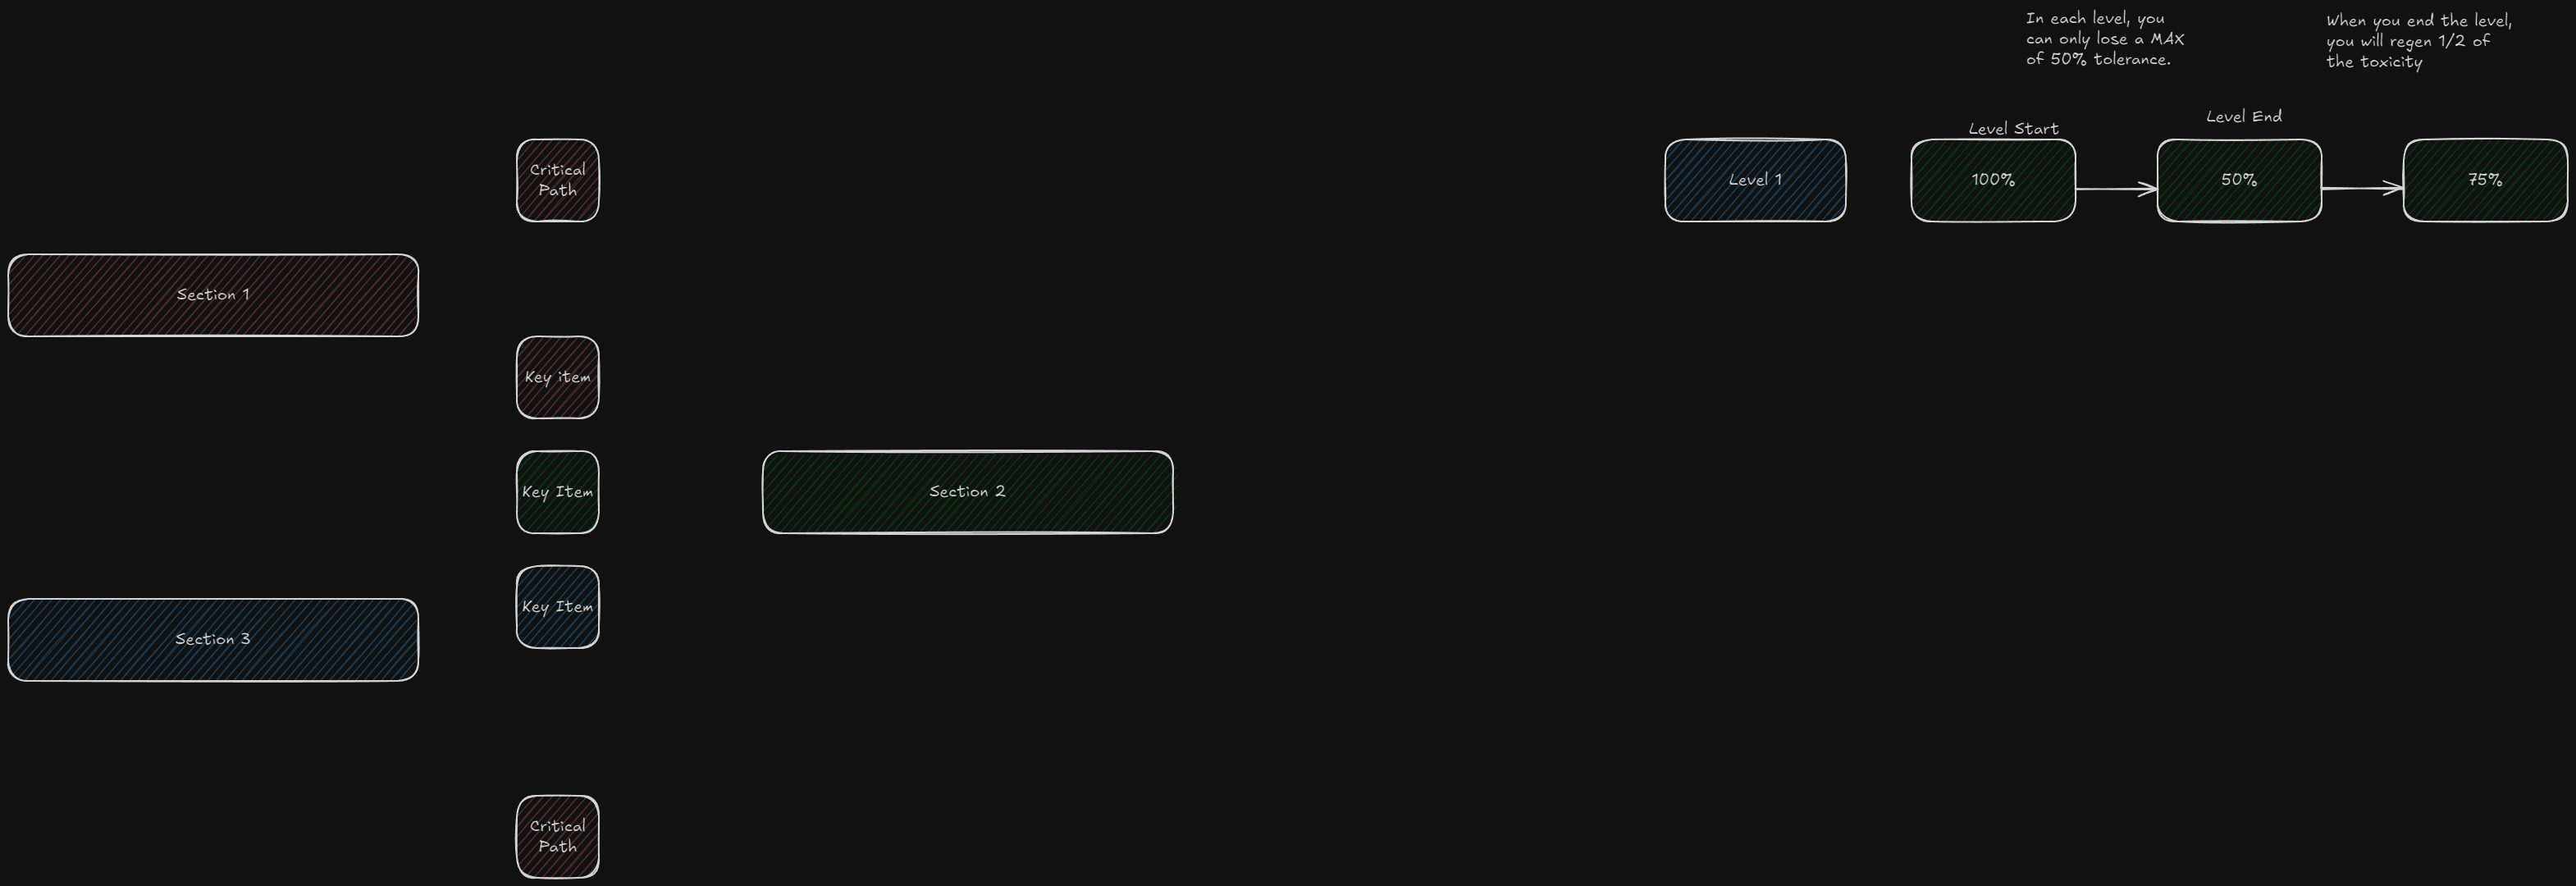 In each level, you
can only lose a MAX
of 50% tolerance.
When you end the level,
you will regen 1/2 of
the toxicity
Level Start
Level End
Critical
Path
Level 1
100%
50%
75%
Section 1
Key item
Key Item
Section 2
Key Item
Section 3
Critical
Path